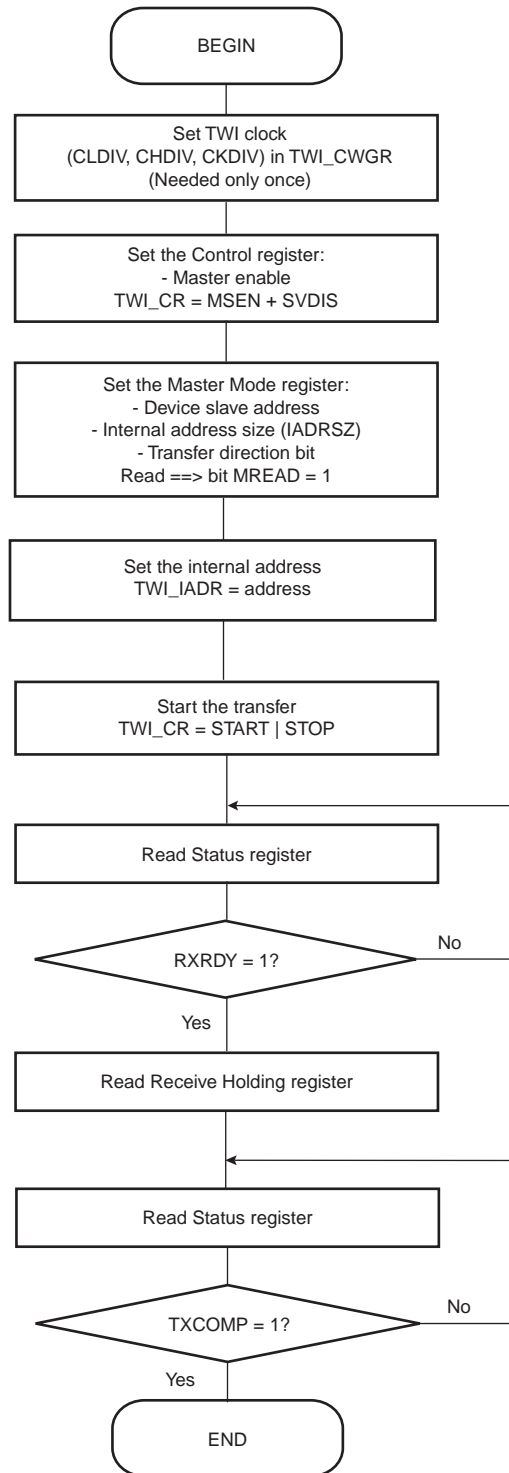 BEGIN
Set TWI clock
(CLDIV, CHDIV, CKDIV) in TWI_CWGR
(Needed only once)
Set the Control register:
- Master enable
TWI_CR = MSEN + SVDIS
Set the Master Mode register:
- Device slave address
- Internal address size (IADRSZ)
- Transfer direction bit
Read ==> bit MREAD = 1
Set the internal address
TWI_IADR = address
Start the transfer
TWI_CR = START | STOP
Read Status register
RXRDY = 1?
No
Yes
Read Receive Holding register
Read Status register
TXCOMP = 1?
No
Yes
END